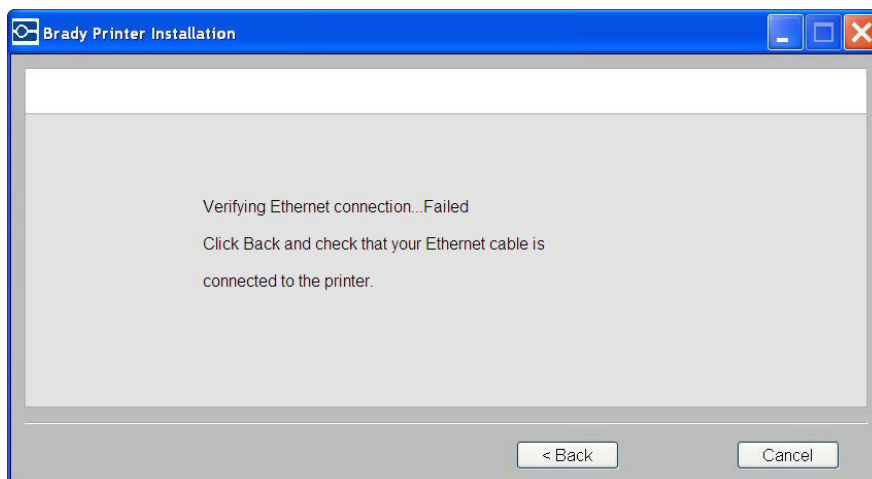 Brady Printer Installation
Verifying Ethernet connection...Failed
Click Back and check that your Ethernet cable is
connected to the printer.
< Back
Cancel